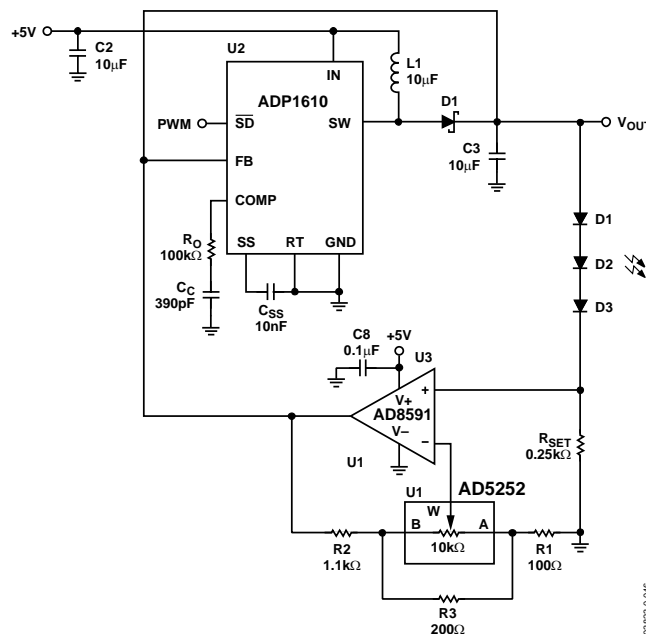 +5V
C2
10μF
U2
L1
10μF
IN
ADP1610
D1
PWM
SD
SW
VOUT
C3
10μF
FB
COMP
D1
RO
100kΩ
SS
RT
GND
D2
CC
390pF
CSS
10nF
D3
C8
0.1μF
+5V
U3
V+
+
AD8591
V–
–
RSET
0.25kΩ
U1
U1
AD5252
W
B
A
R2
1.1kΩ
10kΩ
R1
100Ω
R3
200Ω